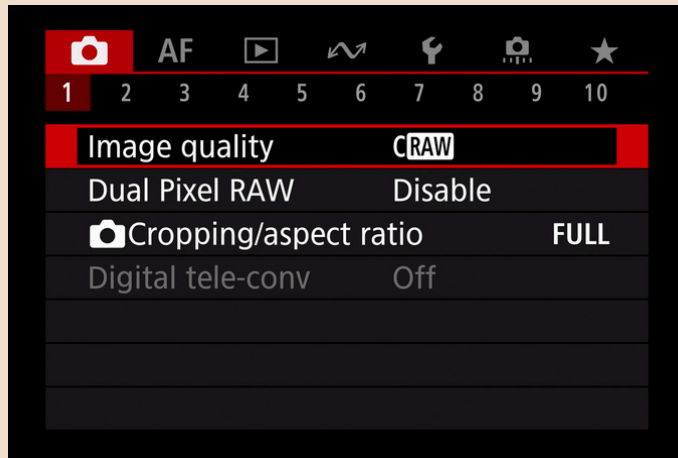 AF
1 2 3 4 5 6 7 8 9 10
Image quality CRAW
Dual Pixel RAW Disable
Cropping/aspect ratio FULL
Digital tele-conv Off